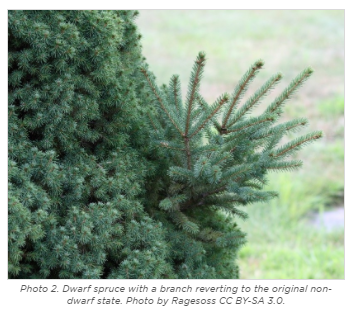 Photo 2. Dwarf spruce with a branch reverting to the original non-
dwarf state. Photo by Ragesoss CC BY-SA 3.0.